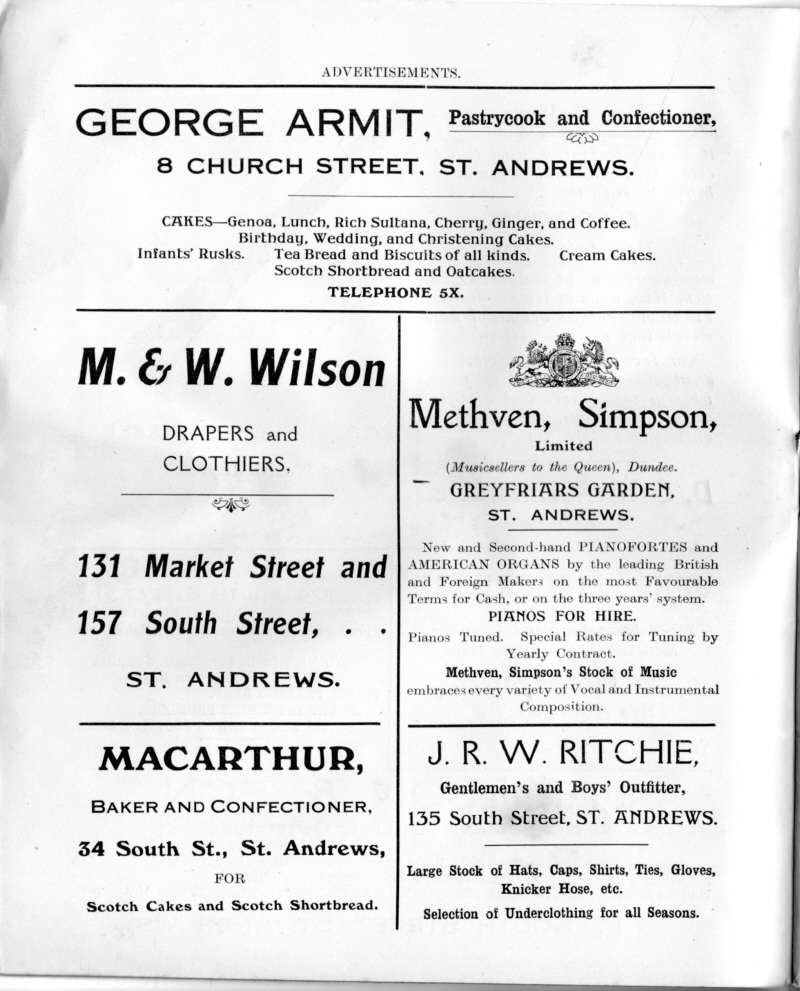 ADVERTISEMENTS.
GEORGE ARMIT, Pastrycook and Confectioner,
8 CHURCH STREET, ST. ANDREWS.
CAKES—Genoa, Lunch, Rich Sultana, Cherry, Ginger, and Coffee.
Birthday, Wedding, and Christening Cakes.
Infants' Rusks. Tea Bread and Biscuits of all kinds. Cream Cakes.
Scotch Shortbread and Oatcakes.
TELEPHONE 5X.
M. & W. Wilson
DRAPERS and
CLOTHIERS,
131 Market Street and
157 South Street, . .
ST. ANDREWS.
MACARTHUR,
BAKER AND CONFECTIONER,
34 South St., St. Andrews,
FOR
Scotch Cakes and Scotch Shortbread.
Methven, Simpson,
Limited
(Musicsellers to the Queen), Dundee.
GREYFRIARS GARDEN,
ST. ANDREWS.
New and Second-hand PIANOFORTES and
AMERICAN ORGANS by the leading British
and Foreign Makers on the most Favourable
Terms for Cash, or on the three years' system.
PIANOS FOR HIRE.
Pianos Tuned. Special Rates for Tuning by
Yearly Contract.
Methven, Simpson's Stock of Music
embraces every variety of Vocal and Instrumental
Composition.
J. R. W. RITCHIE,
Gentlemen's and Boys' Outfitter,
135 South Street, ST. ANDREWS.
Large Stock of Hats, Caps, Shirts, Ties, Gloves,
Knicker Hose, etc.
Selection of Underclothing for all Seasons.